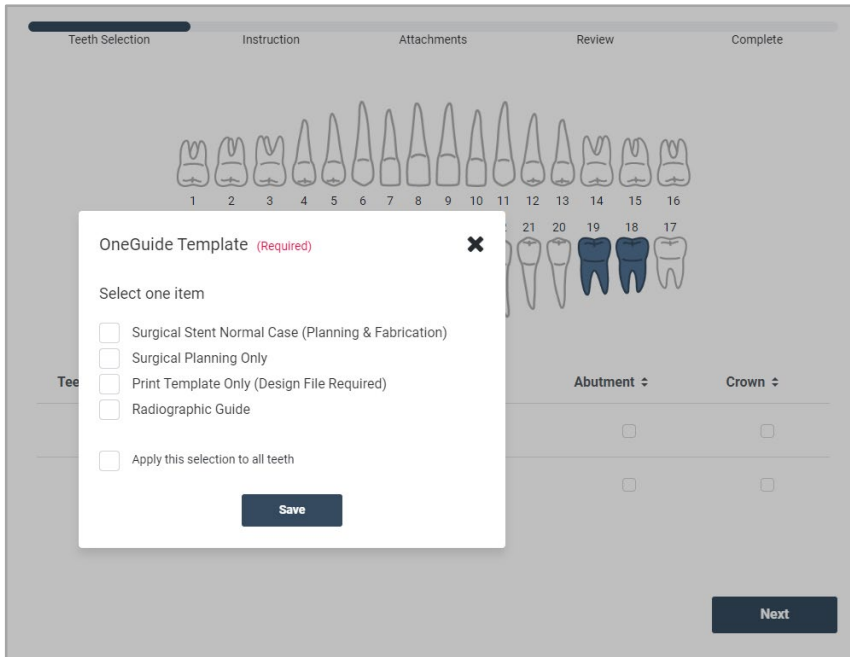 Teeth Selection Instruction Attachments Review Complete
1 2 3 4 5 6 7 8 9 10 11 12 13 14 15 16
21 20 19 18 17
OneGuide Template (Required)
Select one item
Surgical Stent Normal Case (Planning & Fabrication)
Surgical Planning Only
Print Template Only (Design File Required)
Radiographic Guide
Apply this selection to all teeth
Save
Abutment Crown
Next